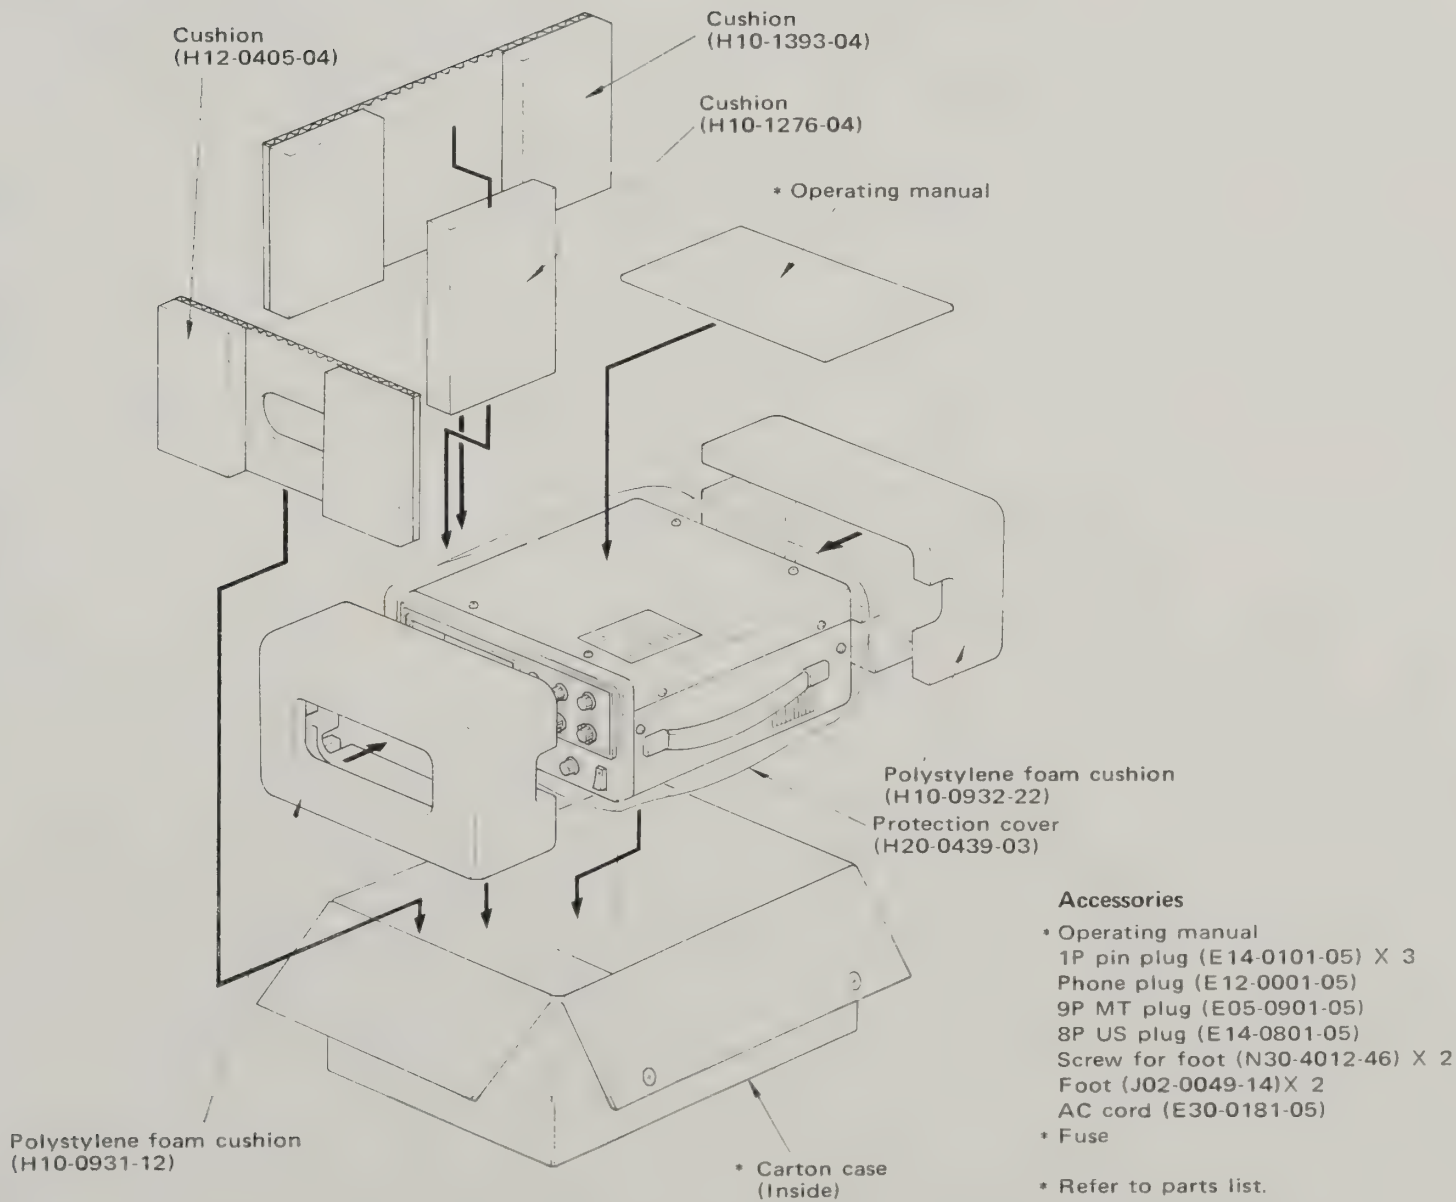 Cushion
(H12-0405-04)
Cushion
(H10-1393-04)
Cushion
(H10-1276-04)
* Operating manual
Polystylene foam cushion
(H10-0932-22)
Protection cover
(H20-0439-03)
Accessories
* Operating manual
1P pin plug (E14-0101-05) X 3
Phone plug (E12-0001-05)
9P MT plug (E05-0901-05)
8P US plug (E14-0801-05)
Screw for foot (N30-4012-46) X 2
Foot (J02-0049-14)X 2
AC cord (E30-0181-05)
* Fuse
Polystylene foam cushion
(H10-0931-12)
* Carton case
(Inside)
* Refer to parts list.